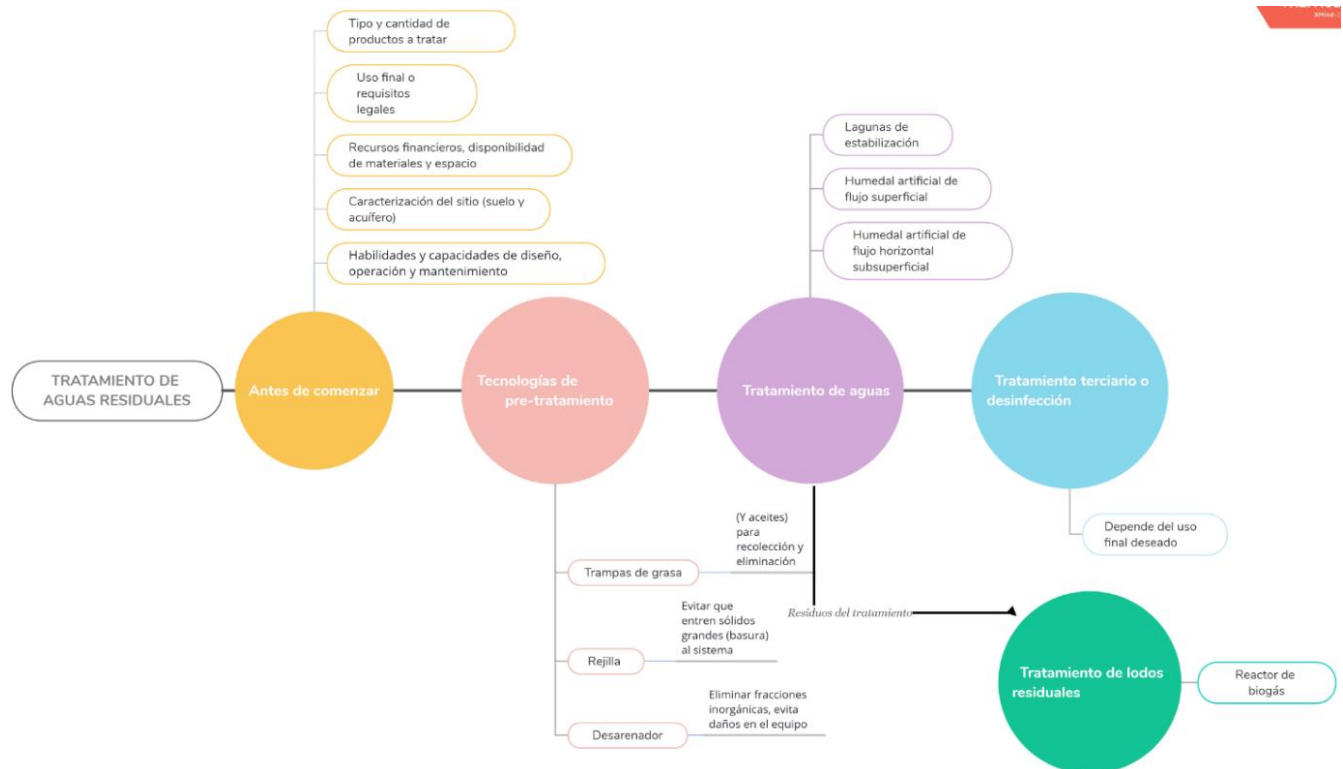 Tipo y cantidad de
productos a tratar
Uso final o
requisitos
legales
Recursos financieros, disponibilidad
de materiales y espacio
Caracterización del sitio (suelo y
acuífero)
Habilidades y capacidades de diseño,
operación y mantenimiento
Lagunas de
estabilización
Humedal artificial de
flujo superficial
Humedal artificial de
flujo horizontal
subsuperficial
TRATAMIENTO DE
AGUAS RESIDUALES
Antes de comenzar
Tecnologías de
pre-tratamiento
Tratamiento de aguas
Tratamiento terciario o
desinfección
(Y aceites)
para
recolección y
eliminación
Trampas de grasa
Depende del uso
final deseado
Evitar que
entren sólidos
grandes (basura)
al sistema
Rejilla
Residuos del tratamiento
Eliminar fracciones
inorgánicas, evita
daños en el equipo
Desarenador
Tratamiento de lodos
residuales
Reactor de
biogás